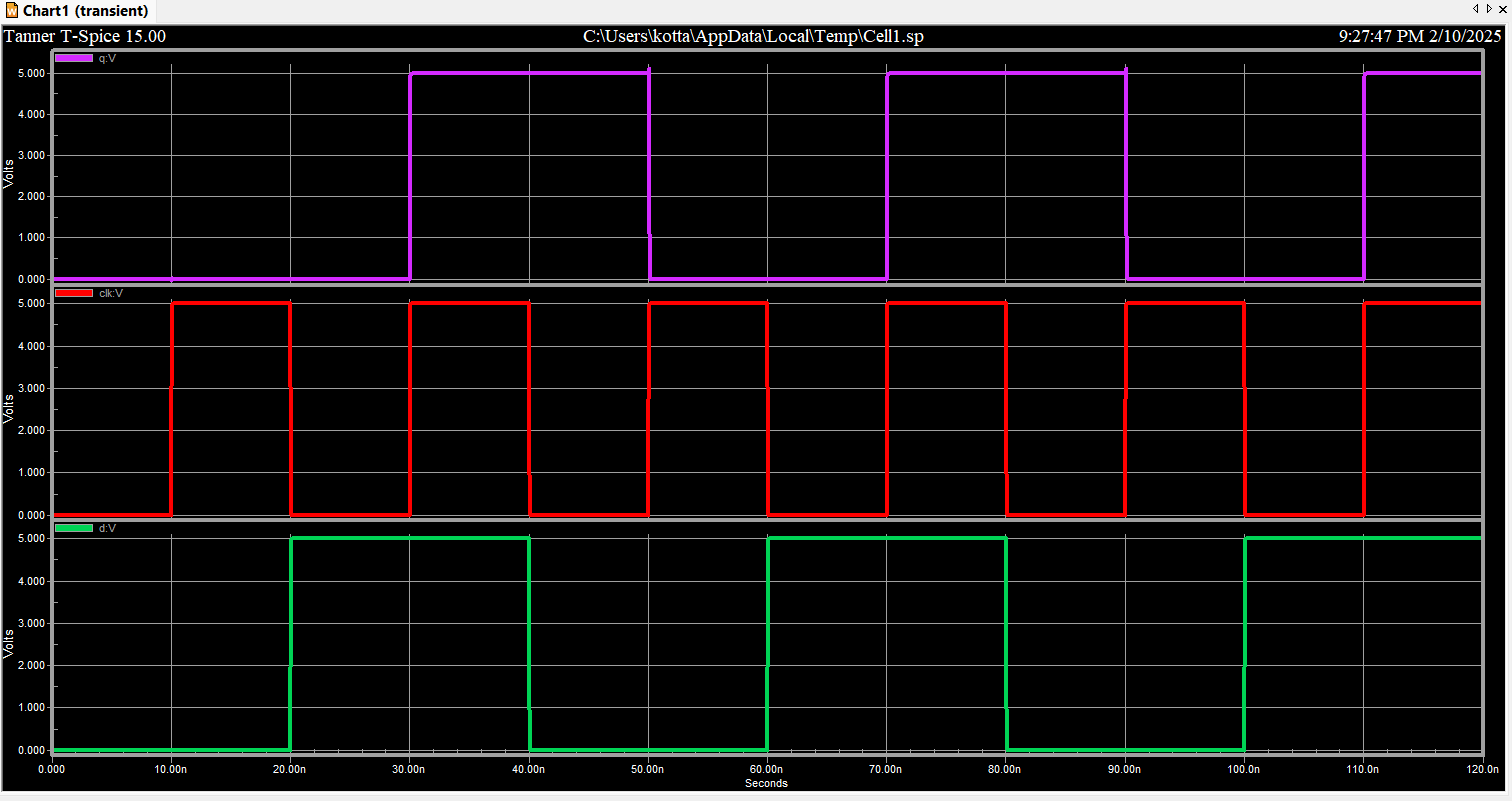 Chart1 (transient)
Tanner T-Spice 15.00 C:\Users\kotta\AppData\Local\Temp\Cell1.sp 9:27:47 PM 2/10/2025
q:V
5.000
4.000
3.000
Volts
2.000
1.000
0.000
clk:V
5.000
4.000
3.000
Volts
2.000
1.000
0.000
d:V
5.000
4.000
3.000
Volts
2.000
1.000
0.000
0.000 10.00n 20.00n 30.00n 40.00n 50.00n 60.00n 70.00n 80.00n 90.00n 100.0n 110.0n 120.0n
Seconds